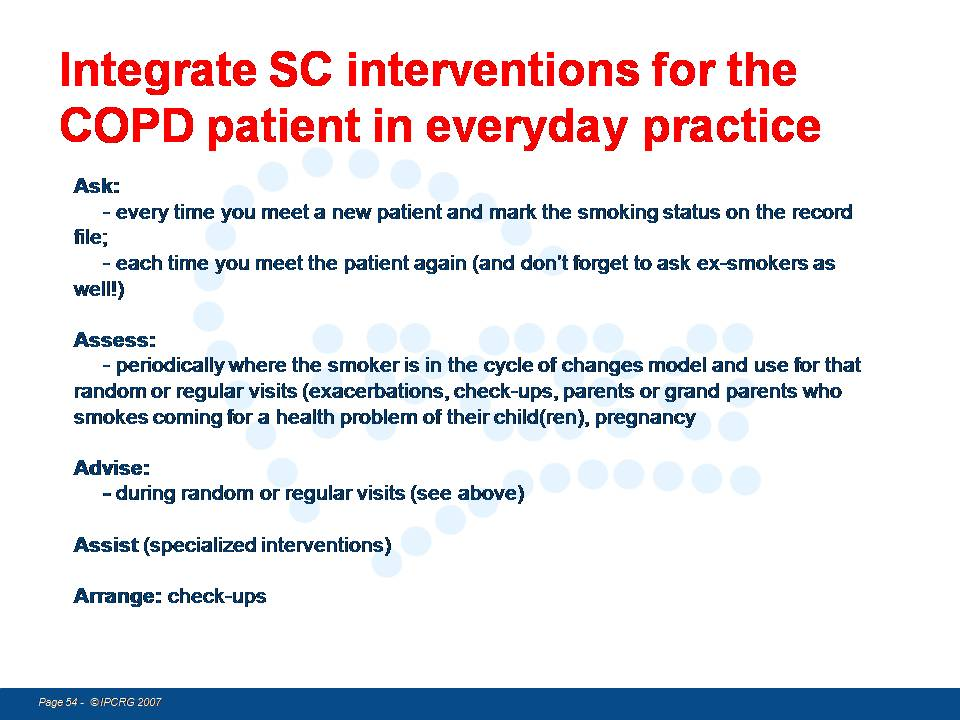 Integrate SC interventions for the
COPD patient in everyday practice
Ask:
- every time you meet a new patient and mark the smoking status on the record
file;
- each time you meet the patient again (and don't forget to ask ex-smokers as
well!)
Assess:
- periodically where the smoker is in the cycle of changes model and use for that
random or regular visits (exacerbations, check-ups, parents or grand parents who
smokes coming for a health problem of their child(ren), pregnancy
Advise:
- during random or regular visits (see above)
Assist (specialized interventions)
Arrange: check-ups
Page 54 - © IPCRG 2007